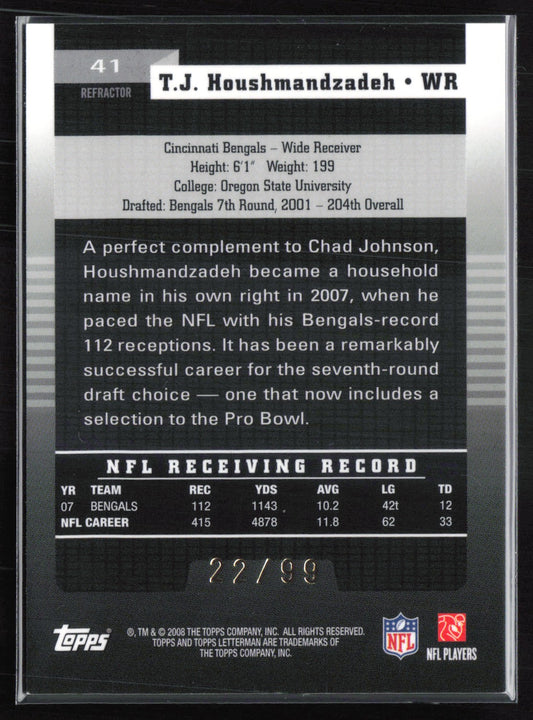 41
REFRACTOR
T.J. Houshmandzadeh • WR
Cincinnati Bengals – Wide Receiver
Height: 6'1" Weight: 199
College: Oregon State University
Drafted: Bengals 7th Round, 2001 – 204th Overall
A perfect complement to Chad Johnson,
Houshmandzadeh became a household
name in his own right in 2007, when he
paced the NFL with his Bengals-record
112 receptions. It has been a remarkably
successful career for the seventh-round
draft choice — one that now includes a
selection to the Pro Bowl.
NFL RECEIVING RECORD
YR TEAM REC YDS AVG LG TD
07 BENGALS 112 1143 10.2 42t 12
NFL CAREER 415 4878 11.8 62 33
22/99
topps
®, TM & © 2008 THE TOPPS COMPANY, INC. ALL RIGHTS RESERVED.
TOPPS AND TOPPS LETTERMAN ARE TRADEMARKS OF
THE TOPPS COMPANY, INC.
NFL
NFL PLAYERS